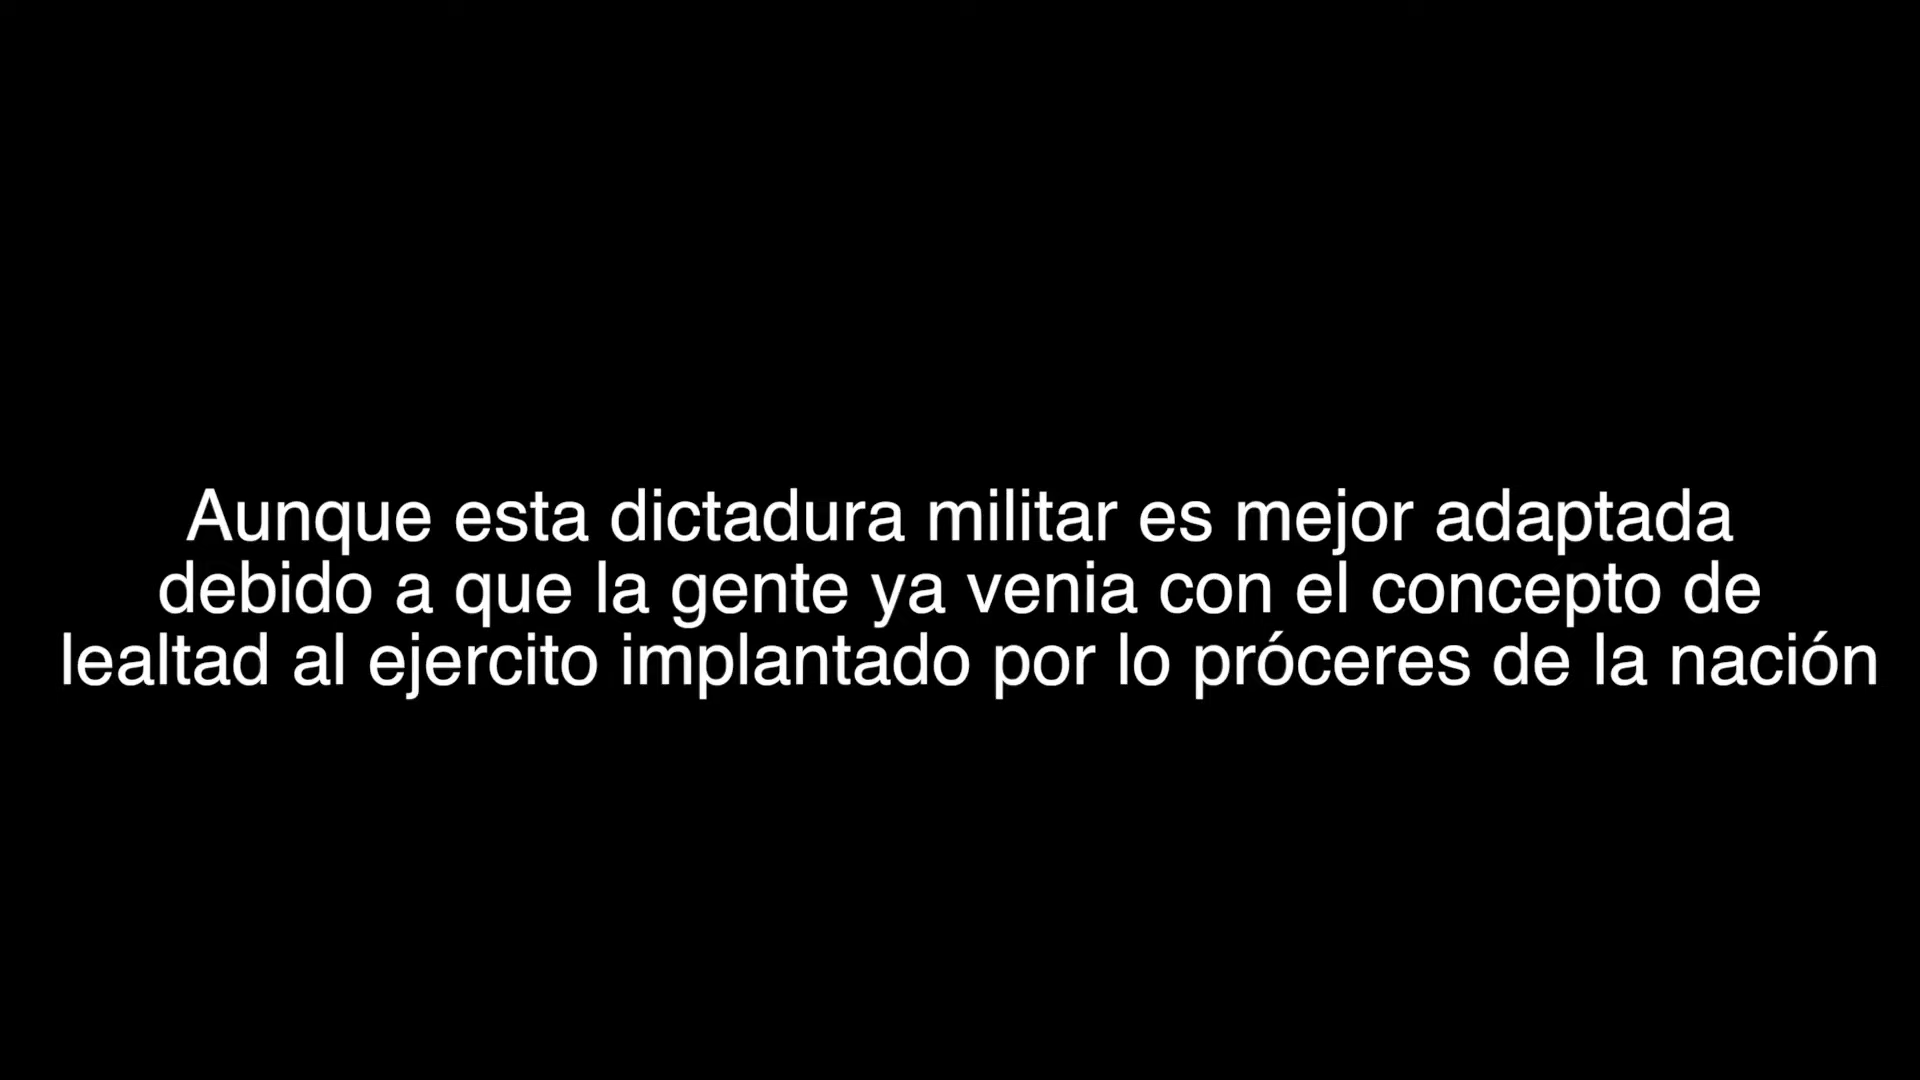 Aunque esta dictadura militar es mejor adaptada
debido a que la gente ya venia con el concepto de
lealtad al ejercito implantado por lo próceres de la nación